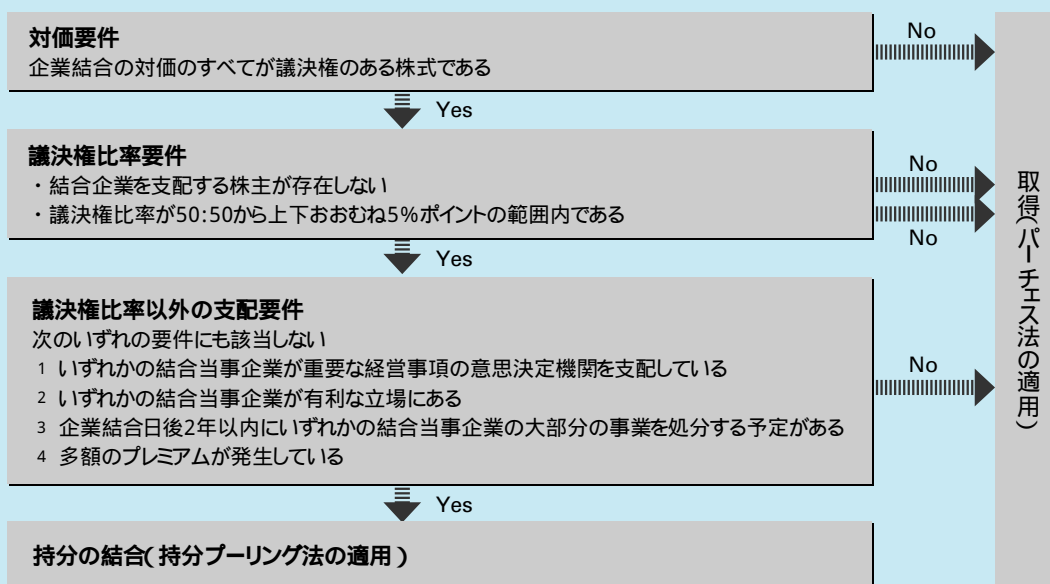 対価要件
企業結合の対価のすべてが議決権のある株式である
No
Yes
議決権比率要件
・結合企業を支配する株主が存在しない
・議決権比率が50:50から上下おおむね5%ポイントの範囲内である
No
No
Yes
議決権比率以外の支配要件
次のいずれの要件にも該当しない
1 いずれかの結合当事企業が重要な経営事項の意思決定機関を支配している
2 いずれかの結合当事企業が有利な立場にある
3 企業結合日後2年以内にいずれかの結合当事企業の大部分の事業を処分する予定がある
4 多額のプレミアムが発生している
No
Yes
持分の結合(持分プーリング法の適用)
取得(パーチェス法の適用)